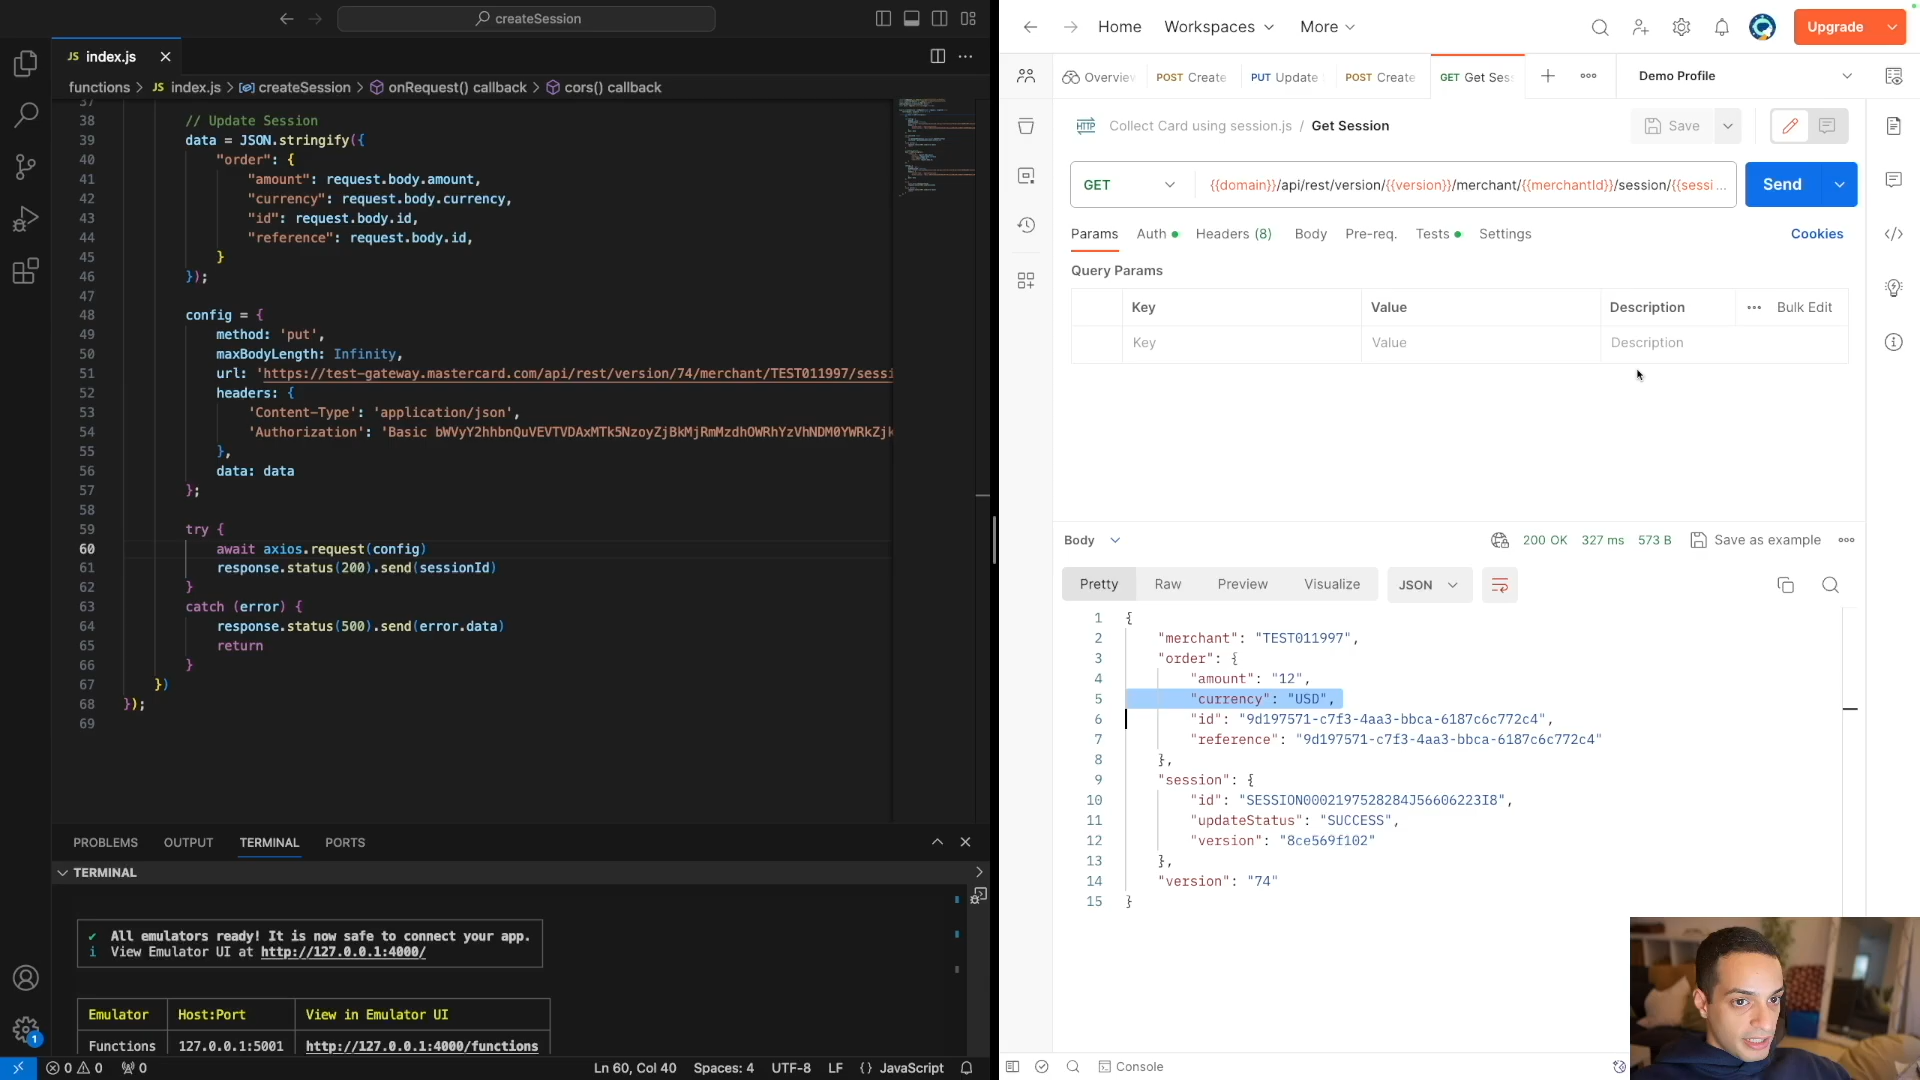 createSession
JS index.js
functions > JS index.js > createSession > onRequest() callback > cors() callback
37
38 // Update Session
39 data = JSON.stringify({
40 "order": {
41 "amount": request.body.amount,
42 "currency": request.body.currency,
43 "id": request.body.id,
44 "reference": request.body.id,
45 }
46 });
47
48 config = {
49 method: 'put',
50 maxBodyLength: Infinity,
51 url: 'https://test-gateway.mastercard.com/api/rest/version/74/merchant/TEST011997/sessi
52 headers: {
53 'Content-Type': 'application/json',
54 'Authorization': 'Basic bWVyY2hhbnQuVEVTVDAxMTk5NzoyZjBkMjRmMzdhOWRhYzVhNDM0YWRkZjk
55 },
56 data: data
57 };
58
59 try {
60 await axios.request(config)
61 response.status(200).send(sessionId)
62 }
63 catch (error) {
64 response.status(500).send(error.data)
65 return
66 }
67 })
68 });
69
PROBLEMS OUTPUT TERMINAL PORTS
TERMINAL
✔ All emulators ready! It is now safe to connect your app.
i View Emulator UI at http://127.0.0.1:4000/
Emulator Host:Port View in Emulator UI
Functions 127.0.0.1:5001 http://127.0.0.1:4000/functions
1
0 0 0 Ln 60, Col 40 Spaces: 4 UTF-8 LF {} JavaScript
Home Workspaces More Upgrade
Overview POST Create PUT Update POST Create GET Get Ses Demo Profile
HTTP Collect Card using session.js / Get Session Save
GET {{domain}}/api/rest/version/{{version}}/merchant/{{merchantId}}/session/{{sessi... Send
Params Auth Headers (8) Body Pre-req. Tests Settings Cookies
Query Params
Key Value Description Bulk Edit
Key Value Description
Body 200 OK 327 ms 573 B Save as example
Pretty Raw Preview Visualize JSON
1 {
2 "merchant": "TEST011997",
3 "order": {
4 "amount": "12",
5 "currency": "USD",
6 "id": "9d197571-c7f3-4aa3-bbca-6187c6c772c4",
7 "reference": "9d197571-c7f3-4aa3-bbca-6187c6c772c4"
8 },
9 "session": {
10 "id": "SESSION0002197528284J56606223I8",
11 "updateStatus": "SUCCESS",
12 "version": "8ce569f102"
13 },
14 "version": "74"
15 }
Console